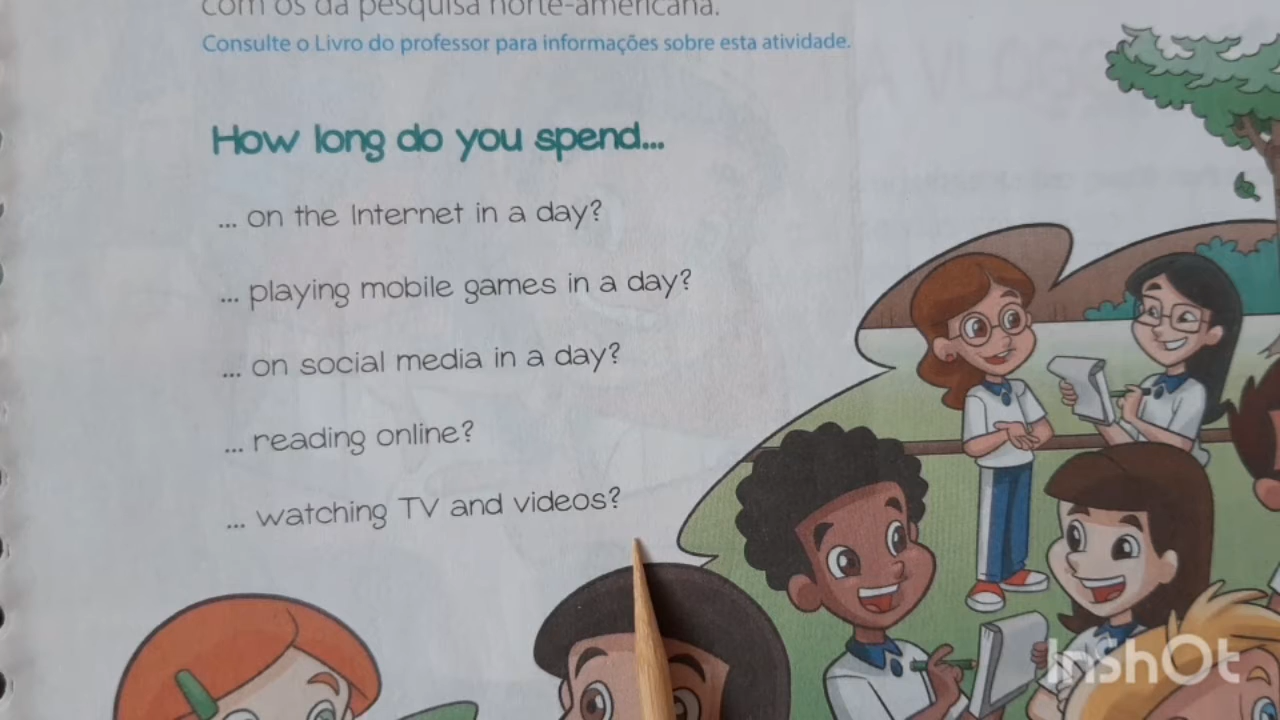 com os da pesquisa norte-americana.
Consulte o Livro do professor para informações sobre esta atividade.
How long do you spend...
... on the Internet in a day?
... playing mobile games in a day?
... on social media in a day?
... reading online?
... watching TV and videos?
InshOt